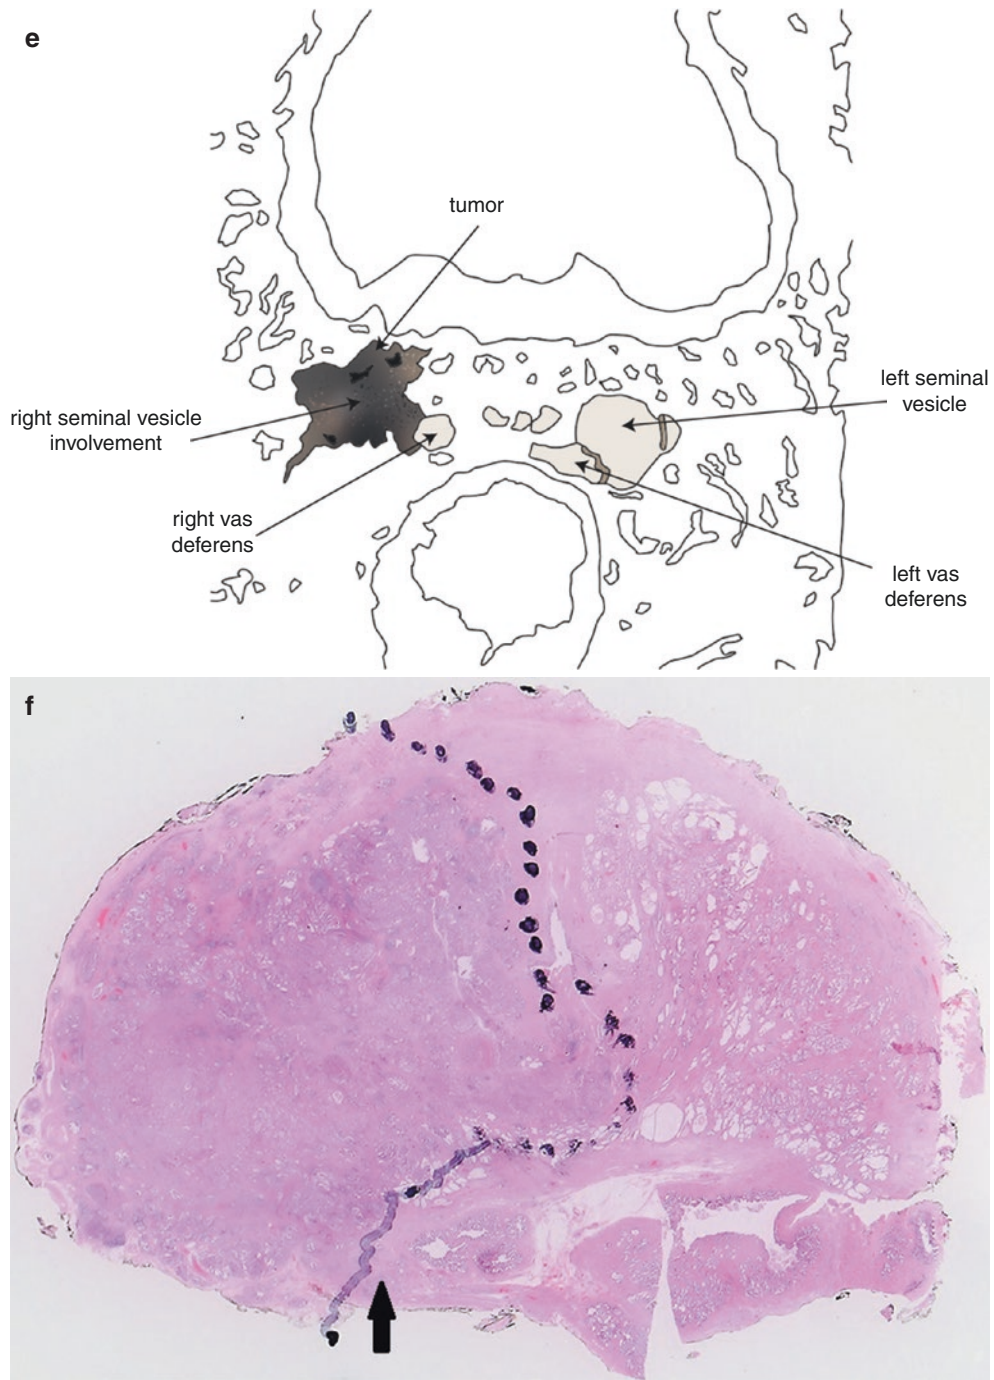 e
tumor
left seminal
vesicle
right seminal vesicle
involvement
right vas
deferens
left vas
deferens
f